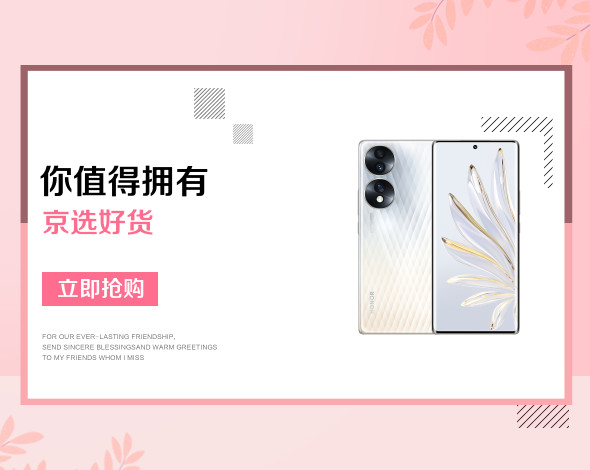 你值得拥有
京选好货
立即抢购
FOR OUR EVER-LASTING FRIENDSHIP,
SEND SINCERE BLESSINGSAND WARM GREETINGS
TO MY FRIENDS WHOM I MISS
HONOR